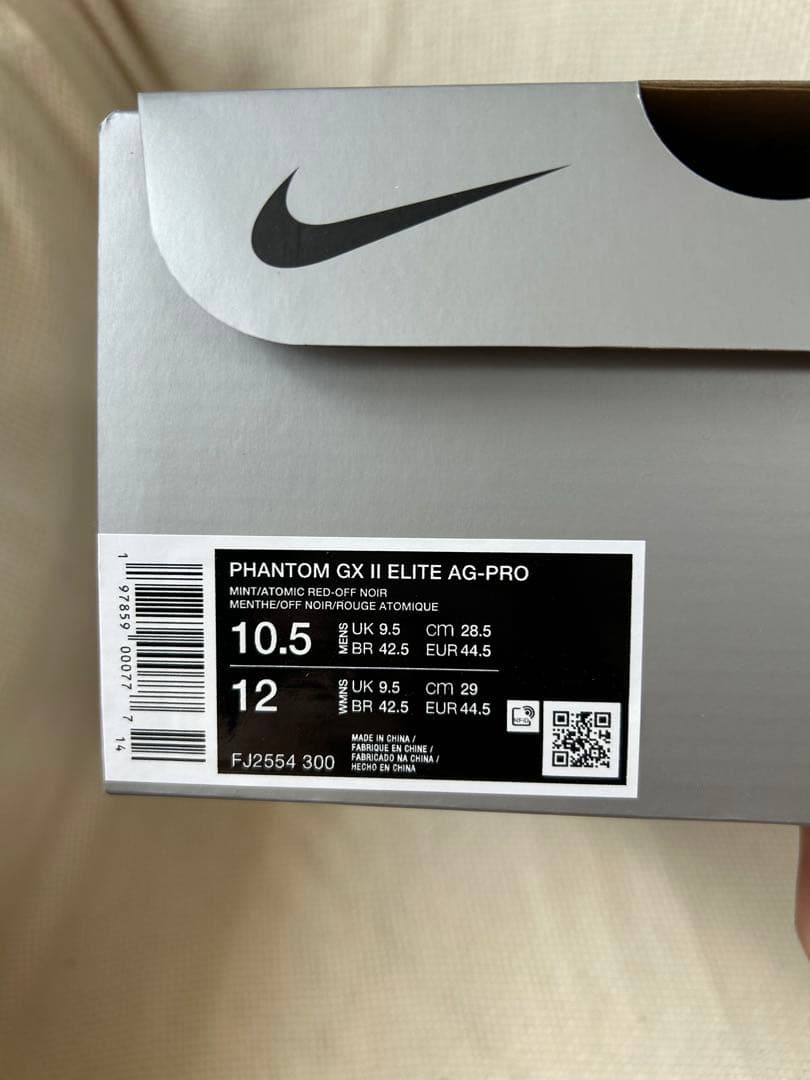 PHANTOM GX II ELITE AG-PRO
MINT/ATOMIC RED-OFF NOIR
MENTHE/OFF NOIR/ROUGE ATOMIQUE
10.5 MENS UK 9.5 cm 28.5
BR 42.5 EUR 44.5
12 WMNS UK 9.5 cm 29
BR 42.5 EUR 44.5
FJ2554 300
MADE IN CHINA /
FABRIQUE EN CHINE /
FABRICADO NA CHINA /
HECHO EN CHINA
RFID
1 97859 00077 7 14